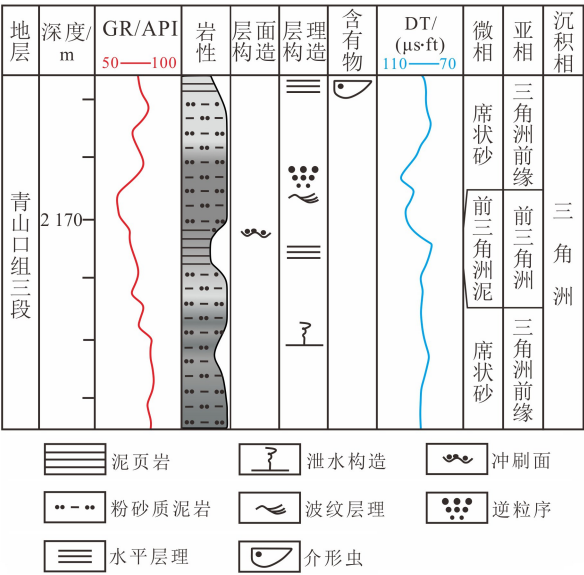 地层
深度/m
GR/API
50 100
岩性
层面构造
层理构造
含有物
DT/(μs·ft)
110 70
微相
亚相
沉积相
青山口组三段
2 170
席状砂
前三角洲泥
席状砂
三角洲前缘
前三角洲
三角洲前缘
三角洲
泥页岩
泄水构造
冲刷面
粉砂质泥岩
波纹层理
逆粒序
水平层理
介形虫